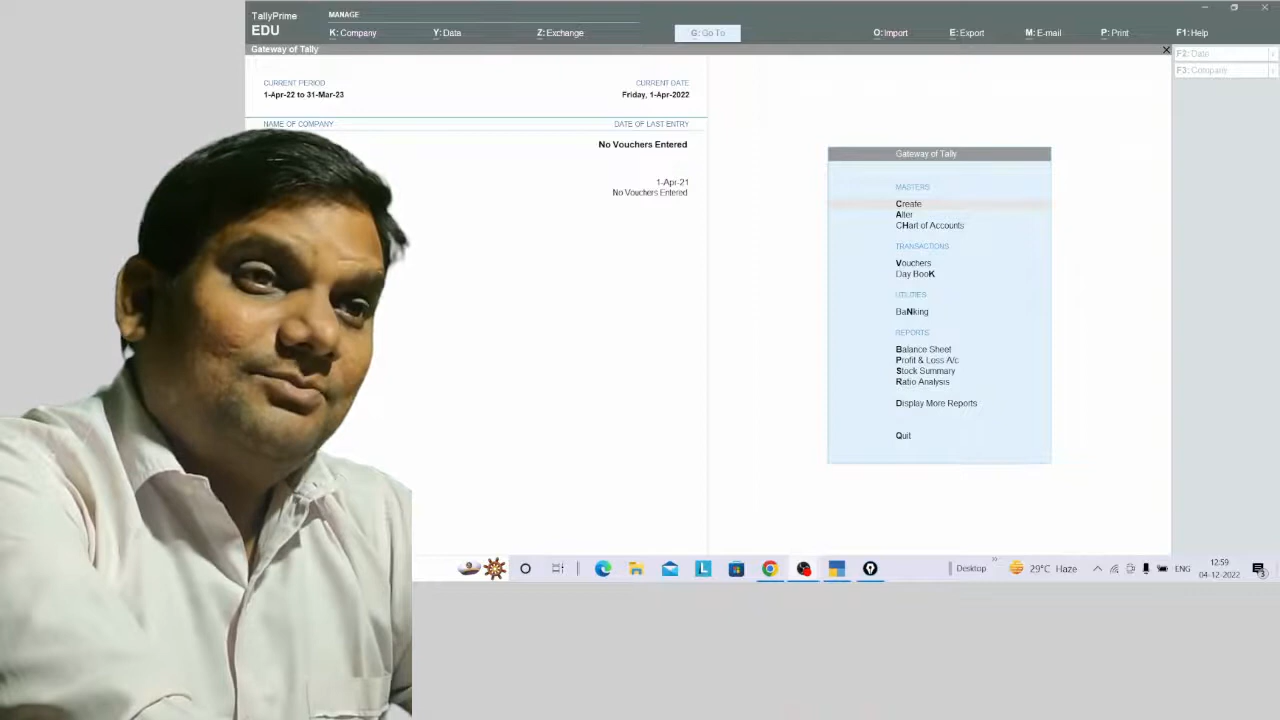 TallyPrime
EDU
MANAGE
K: Company
Y: Data
Z: Exchange
G: Go To
O: Import
E: Export
M: E-mail
P: Print
F1: Help
Gateway of Tally
F2: Date
F3: Company
CURRENT PERIOD
1-Apr-22 to 31-Mar-23
CURRENT DATE
Friday, 1-Apr-2022
NAME OF COMPANY
DATE OF LAST ENTRY
No Vouchers Entered
1-Apr-21
No Vouchers Entered
Gateway of Tally
MASTERS
Create
Alter
CHart of Accounts
TRANSACTIONS
Vouchers
Day BooK
UTILITIES
BaNking
REPORTS
Balance Sheet
Profit & Loss A/c
Stock Summary
Ratio Analysis
Display More Reports
Quit
L
Desktop
29°C Haze
ENG
12:59
04-12-2022
3